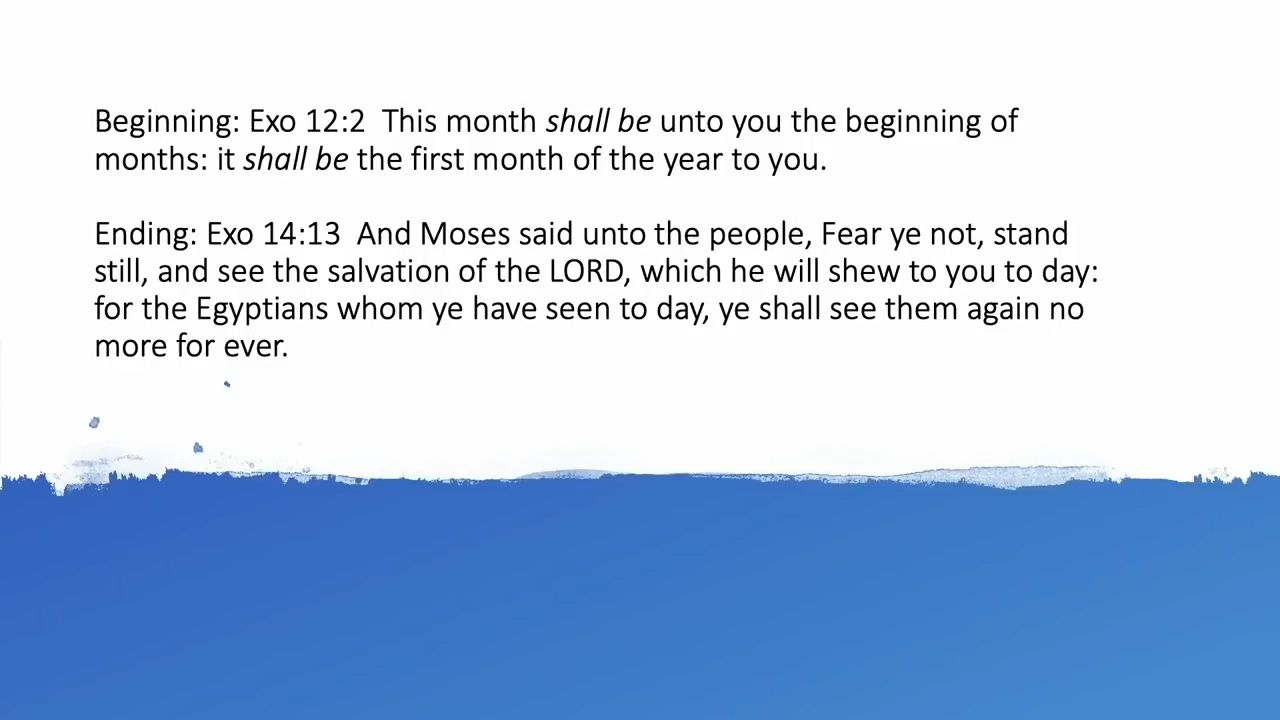 Beginning: Exo 12:2  This month shall be unto you the beginning of
months: it shall be the first month of the year to you.
Ending: Exo 14:13  And Moses said unto the people, Fear ye not, stand
still, and see the salvation of the LORD, which he will shew to you to day:
for the Egyptians whom ye have seen to day, ye shall see them again no
more for ever.